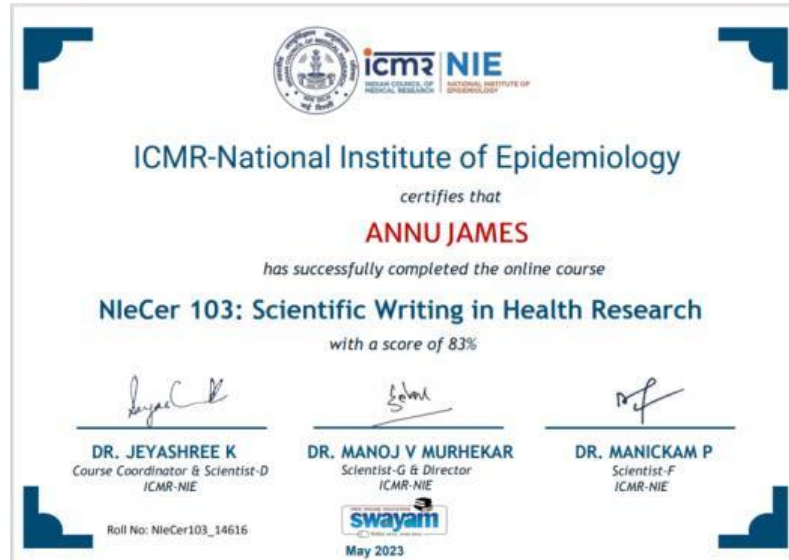 icmr NIE
INDIAN COUNCIL OF
MEDICAL RESEARCH
NATIONAL INSTITUTE OF
EPIDEMIOLOGY
ICMR-National Institute of Epidemiology
certifies that
ANNU JAMES
has successfully completed the online course
NIeCer 103: Scientific Writing in Health Research
with a score of 83%
DR. JEYASHREE K
Course Coordinator & Scientist-D
ICMR-NIE
DR. MANOJ V MURHEKAR
Scientist-G & Director
ICMR-NIE
DR. MANICKAM P
Scientist-F
ICMR-NIE
Roll No: NIeCer103_14616
FREE ONLINE EDUCATION
swayam
May 2023